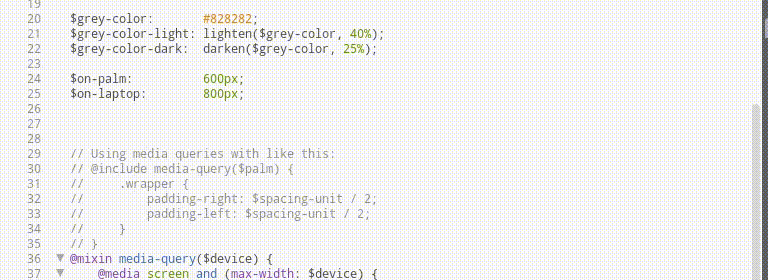 19
20 $grey-color: #828282;
21 $grey-color-light: lighten($grey-color, 40%);
22 $grey-color-dark: darken($grey-color, 25%);
23
24 $on-palm: 600px;
25 $on-laptop: 800px;
26
27
28
29 // Using media queries with like this:
30 // @include media-query($palm) {
31 // .wrapper {
32 // padding-right: $spacing-unit / 2;
33 // padding-left: $spacing-unit / 2;
34 // }
35 // }
36 @mixin media-query($device) {
37 @media screen and (max-width: $device) {